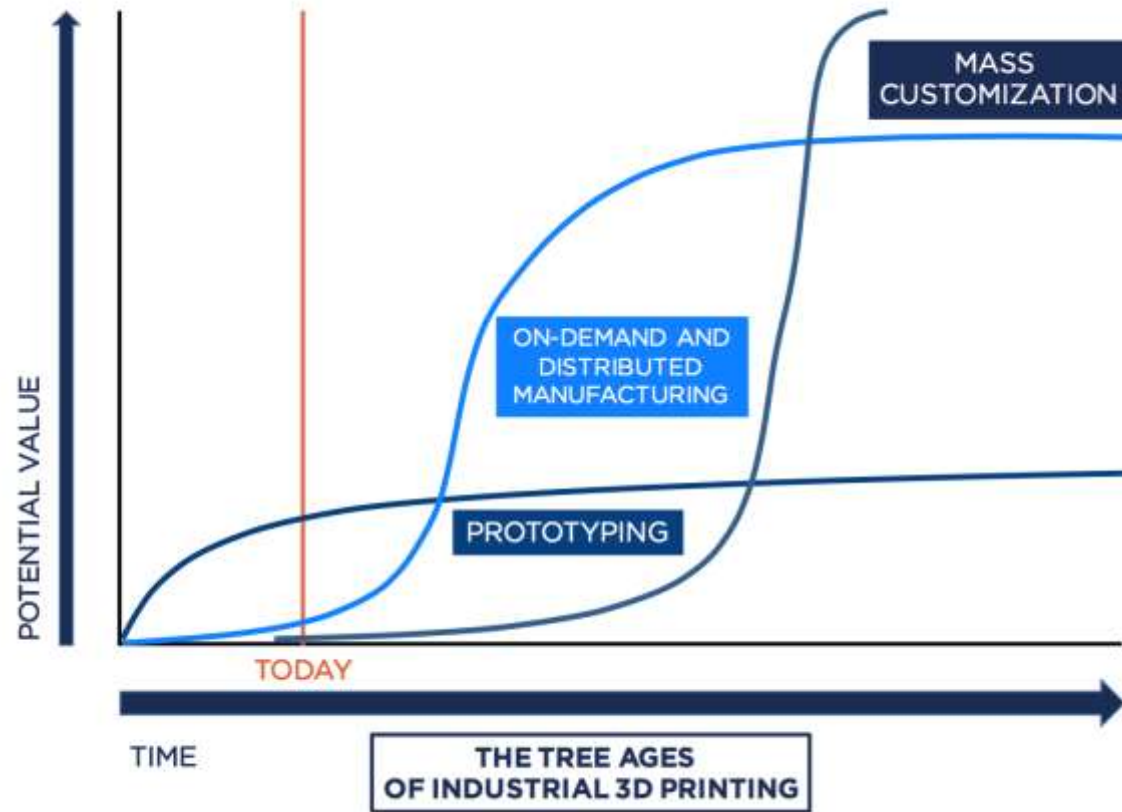 MASS
CUSTOMIZATION
ON-DEMAND AND
DISTRIBUTED
MANUFACTURING
PROTOTYPING
POTENTIAL VALUE
TODAY
TIME
THE TREE AGES
OF INDUSTRIAL 3D PRINTING